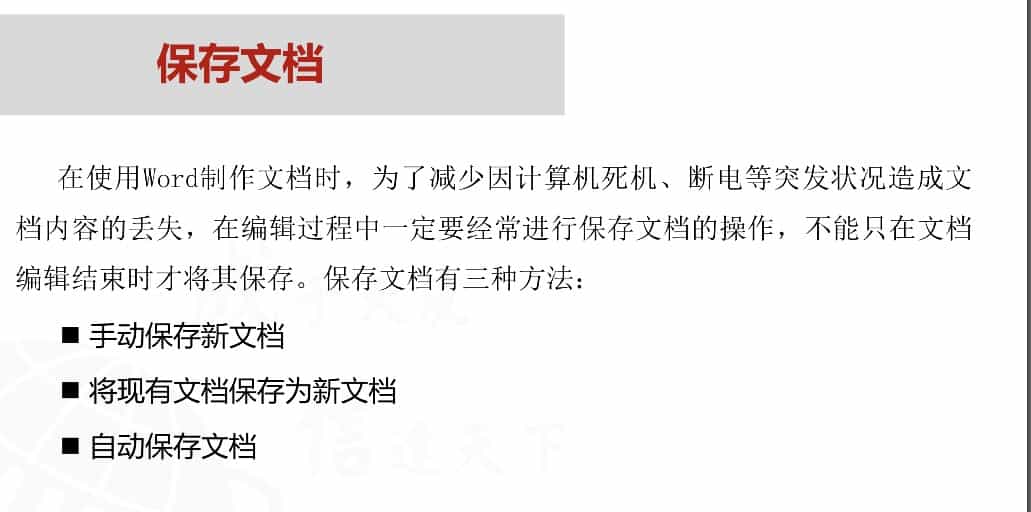 保存文档
在使用Word制作文档时，为了减少因计算机死机、断电等突发状况造成文
档内容的丢失，在编辑过程中一定要经常进行保存文档的操作，不能只在文档
编辑结束时才将其保存。保存文档有三种方法：
■ 手动保存新文档
■ 将现有文档保存为新文档
■ 自动保存文档